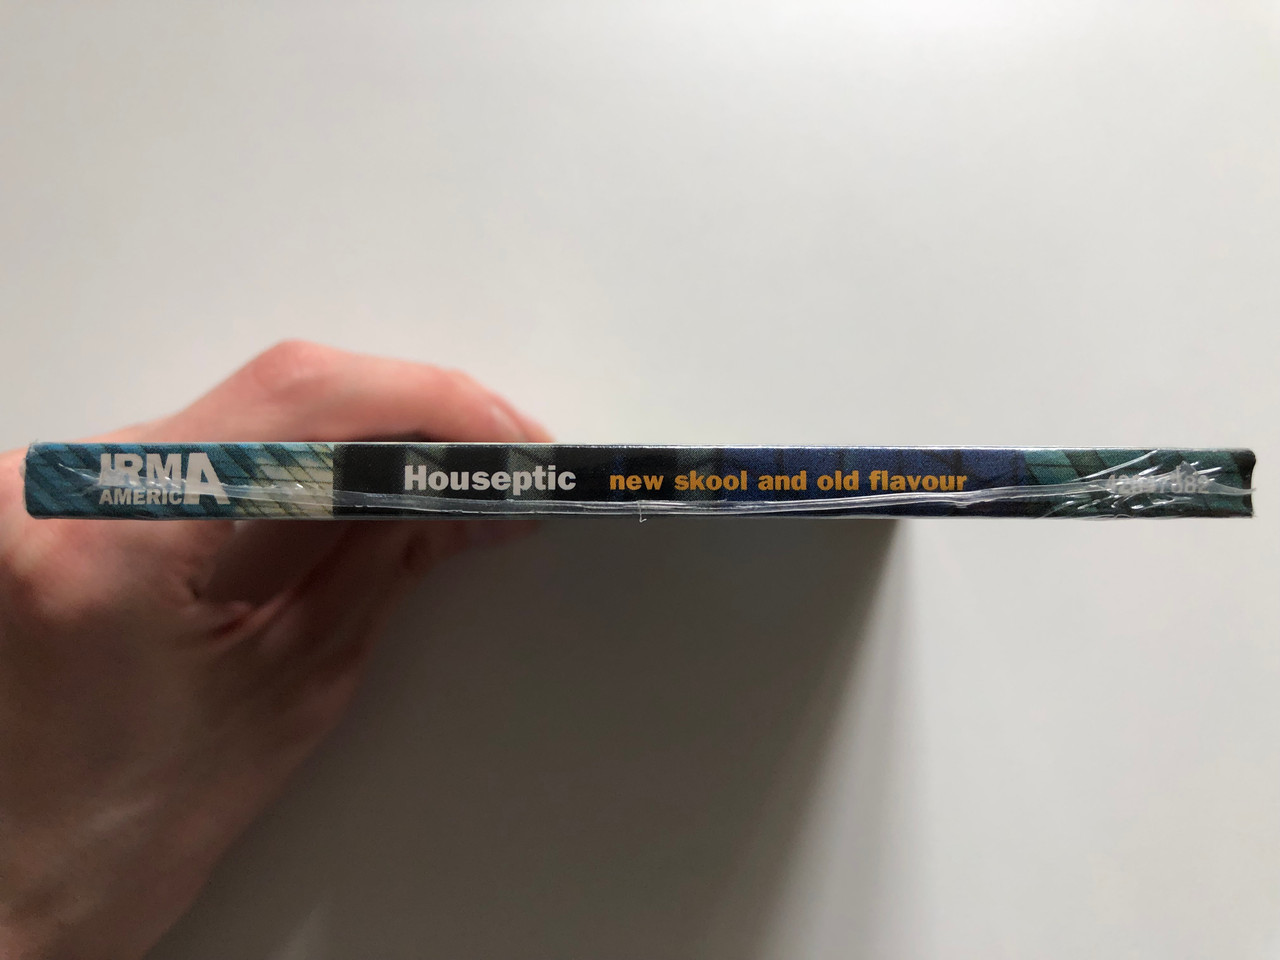 IRMA
AMERICA
Houseptic new skool and old flavour